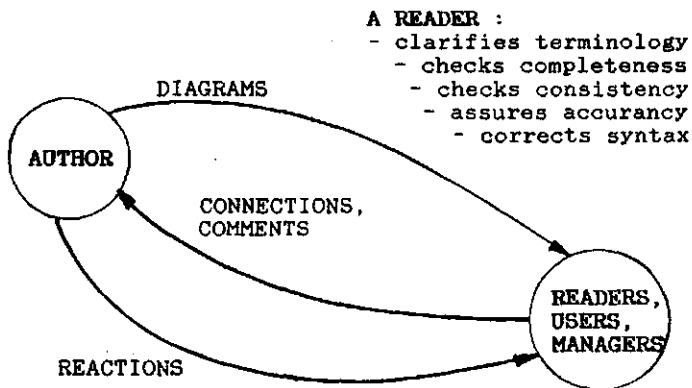 A READER :
- clarifies terminology
- checks completeness
- checks consistency
- assures accurancy
- corrects syntax
DIAGRAMS
AUTHOR
CONNECTIONS,
COMMENTS
READERS,
USERS,
MANAGERS
REACTIONS